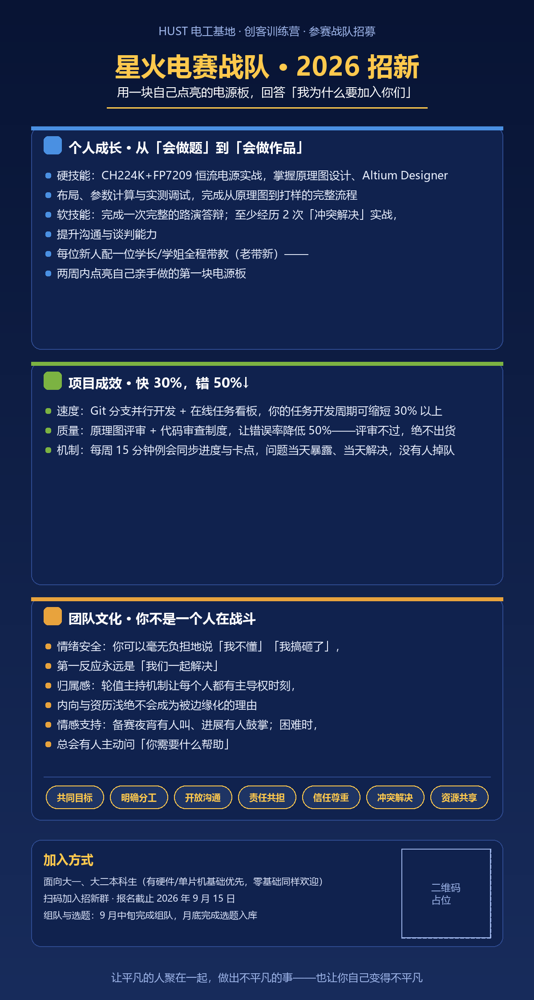 HUST 电工基地 · 创客训练营 · 参赛战队招募
星火电赛战队 • 2026 招新
用一块自己点亮的电源板，回答「我为什么要加入你们」
个人成长 • 从「会做题」到「会做作品」
硬技能：CH224K+FP7209 恒流电源实战，掌握原理图设计、Altium Designer
布局、参数计算与实测调试，完成从原理图到打样的完整流程
软技能：完成一次完整的路演答辩；至少经历 2 次「冲突解决」实战，
提升沟通与谈判能力
每位新人配一位学长/学姐全程带教（老带新）——
两周内点亮自己亲手做的第一块电源板
项目成效 • 快 30%，错 50%↓
速度：Git 分支并行开发 + 在线任务看板，你的任务开发周期可缩短 30% 以上
质量：原理图评审 + 代码审查制度，让错误率降低 50%——评审不过，绝不出货
机制：每周 15 分钟例会同步进度与卡点，问题当天暴露、当天解决，没有人掉队
团队文化 • 你不是一个人在战斗
情绪安全：你可以毫无负担地说「我不懂」「我搞砸了」，
第一反应永远是「我们一起解决」
归属感：轮值主持机制让每个人都有主导权时刻，
内向与资历浅绝不会成为被边缘化的理由
情感支持：备赛夜宵有人叫、进展有人鼓掌；困难时，
总会有人主动问「你需要什么帮助」
共同目标 明确分工 开放沟通 责任共担 信任尊重 冲突解决 资源共享
加入方式
面向大一、大二本科生（有硬件/单片机基础优先，零基础同样欢迎）
扫码加入招新群 · 报名截止 2026 年 9 月 15 日
组队与选题：9 月中旬完成组队，月底完成选题入库
二维码
占位
让平凡的人聚在一起，做出不平凡的事——也让你自己变得不平凡